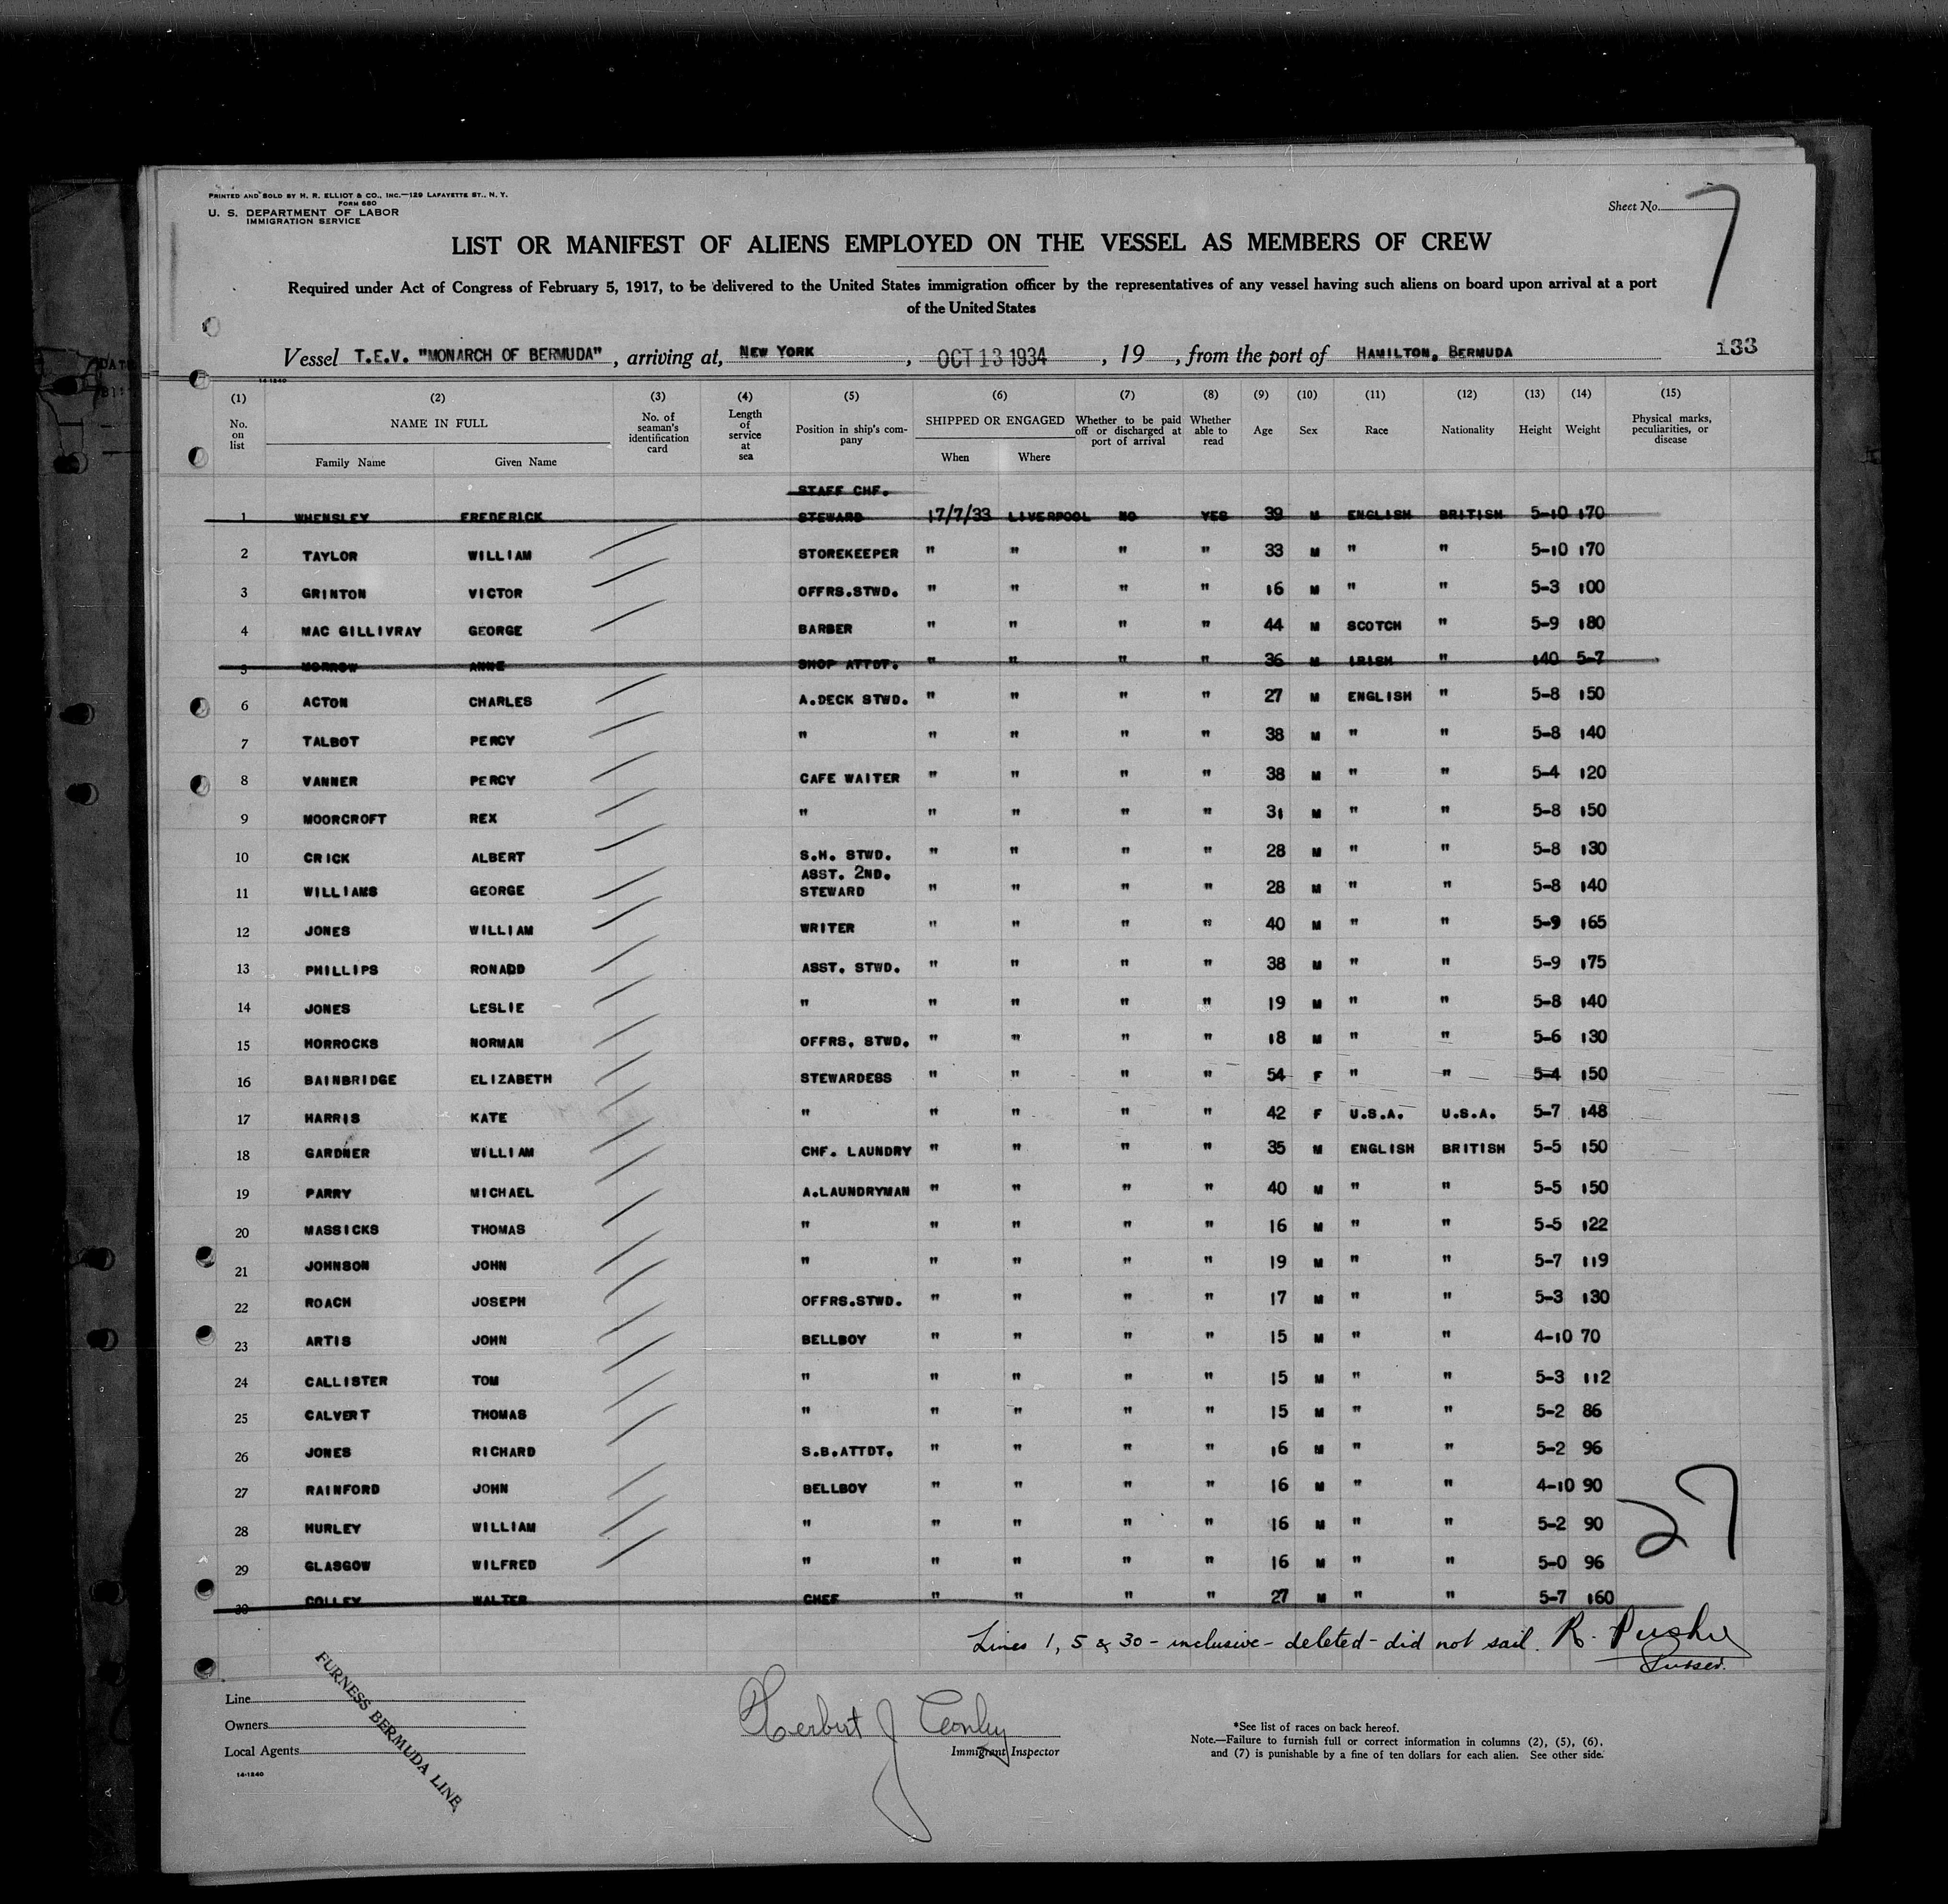 PRINTED AND SOLD BY H. R. ELLIOT & CO., INC.—129 LAFAYETTE ST., N. Y.
FORM 680
U. S. DEPARTMENT OF LABOR
IMMIGRATION SERVICE
Sheet No. 7
LIST OR MANIFEST OF ALIENS EMPLOYED ON THE VESSEL AS MEMBERS OF CREW
Required under Act of Congress of February 5, 1917, to be delivered to the United States immigration officer by the representatives of any vessel having such aliens on board upon arrival at a port
of the United States
Vessel T.E.V. "MONARCH OF BERMUDA", arriving at, NEW YORK, OCT 13 1934, 19, from the port of HAMILTON, BERMUDA 133
14-1240
(1) (2) (3) (4) (5) (6) (7) (8) (9) (10) (11) (12) (13) (14) (15)
No. on list NAME IN FULL Family Name Given Name No. of seaman's identification card Length of service at sea Position in ship's company SHIPPED OR ENGAGED When Where Whether to be paid off or discharged at port of arrival Whether able to read Age Sex Race Nationality Height Weight Physical marks, peculiarities, or disease
STAFF CHF.
1 WHENSLEY FREDERICK STEWARD 17/7/33 LIVERPOOL NO YES 39 M ENGLISH BRITISH 5-10 170
2 TAYLOR WILLIAM STOREKEEPER " " " " 33 M " " 5-10 170
3 GRINTON VICTOR OFFRS.STWD. " " " " 16 M " " 5-3 100
4 MAC GILLIVRAY GEORGE BARBER " " " " 44 M SCOTCH " 5-9 180
5 MORROW ANNE SHOP ATTDT. " " " " 36 M IRISH " 140 5-7
6 ACTON CHARLES A.DECK STWD. " " " " 27 M ENGLISH " 5-8 150
7 TALBOT PERCY " " " " " 38 M " " 5-8 140
8 VANNER PERCY CAFE WAITER " " " " 38 M " " 5-4 120
9 MOORCROFT REX " " " " " 31 M " " 5-8 150
10 CRICK ALBERT S.H. STWD. " " " " 28 M " " 5-8 130
ASST. 2ND.
11 WILLIAMS GEORGE STEWARD " " " " 28 M " " 5-8 140
12 JONES WILLIAM WRITER " " " " 40 M " " 5-9 165
13 PHILLIPS RONADD ASST. STWD. " " " " 38 M " " 5-9 175
14 JONES LESLIE " " " " " 19 M " " 5-8 140
15 HORROCKS NORMAN OFFRS. STWD. " " " " 18 M " " 5-6 130
16 BAINBRIDGE ELIZABETH STEWARDESS " " " " 54 F " " 5-4 150
17 HARRIS KATE " " " " " 42 F U.S.A. U.S.A. 5-7 148
18 GARDNER WILLIAM CHF. LAUNDRY " " " " 35 M ENGLISH BRITISH 5-5 150
19 PARRY MICHAEL A.LAUNDRYMAN " " " " 40 M " " 5-5 150
20 MASSICKS THOMAS " " " " " 16 M " " 5-5 122
21 JOHNSON JOHN " " " " " 19 M " " 5-7 119
22 ROACH JOSEPH OFFRS.STWD. " " " " 17 M " " 5-3 130
23 ARTIS JOHN BELLBOY " " " " 15 M " " 4-10 70
24 CALLISTER TOM " " " " " 15 M " " 5-3 112
25 CALVERT THOMAS " " " " " 15 M " " 5-2 86
26 JONES RICHARD S.B.ATTDT. " " " " 16 M " " 5-2 96
27 RAINFORD JOHN BELLBOY " " " " 16 M " " 4-10 90
28 HURLEY WILLIAM " " " " " 16 M " " 5-2 90
29 GLASGOW WILFRED " " " " " 16 M " " 5-0 96
30 COLLEY WALTER CHEF " " " " 27 M " " 5-7 160
27
Lines 1, 5 & 30 - inclusive - deleted - did not sail. R.
Purser.
Line
Owners
Local Agents
14-1240
FURNESS BERMUDA LINE
Herbert J
Immigrant Inspector
*See list of races on back hereof.
Note.—Failure to furnish full or correct information in columns (2), (5), (6),
and (7) is punishable by a fine of ten dollars for each alien. See other side.